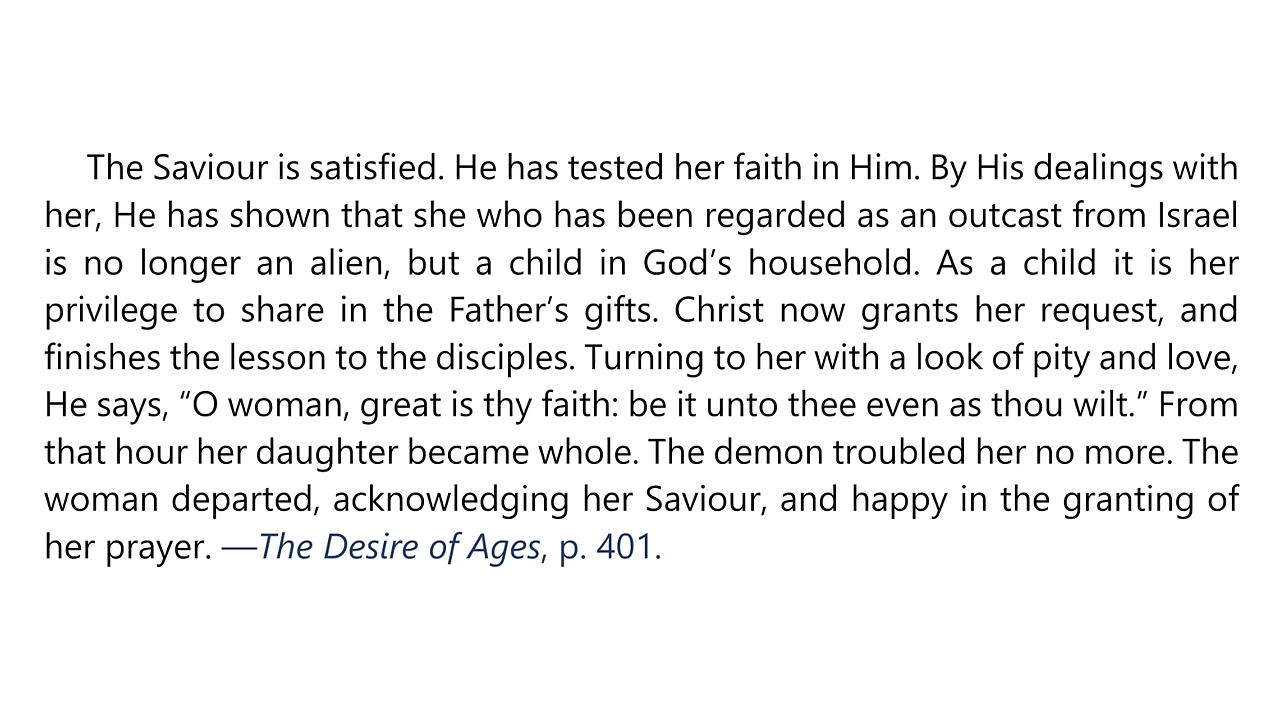 The Saviour is satisfied. He has tested her faith in Him. By His dealings with
her, He has shown that she who has been regarded as an outcast from Israel
is no longer an alien, but a child in God’s household. As a child it is her
privilege to share in the Father’s gifts. Christ now grants her request, and
finishes the lesson to the disciples. Turning to her with a look of pity and love,
He says, “O woman, great is thy faith: be it unto thee even as thou wilt.” From
that hour her daughter became whole. The demon troubled her no more. The
woman departed, acknowledging her Saviour, and happy in the granting of
her prayer. —The Desire of Ages, p. 401.